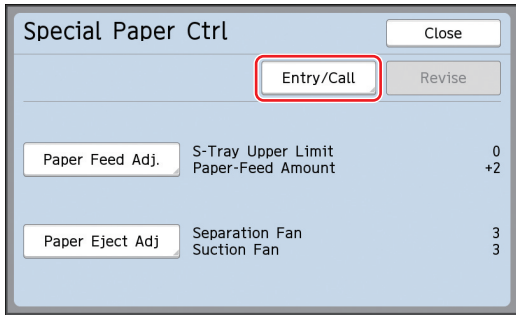 Special Paper Ctrl
Close
Entry/Call
Revise
Paper Feed Adj.
S-Tray Upper Limit 0
Paper-Feed Amount +2
Paper Eject Adj
Separation Fan 3
Suction Fan 3